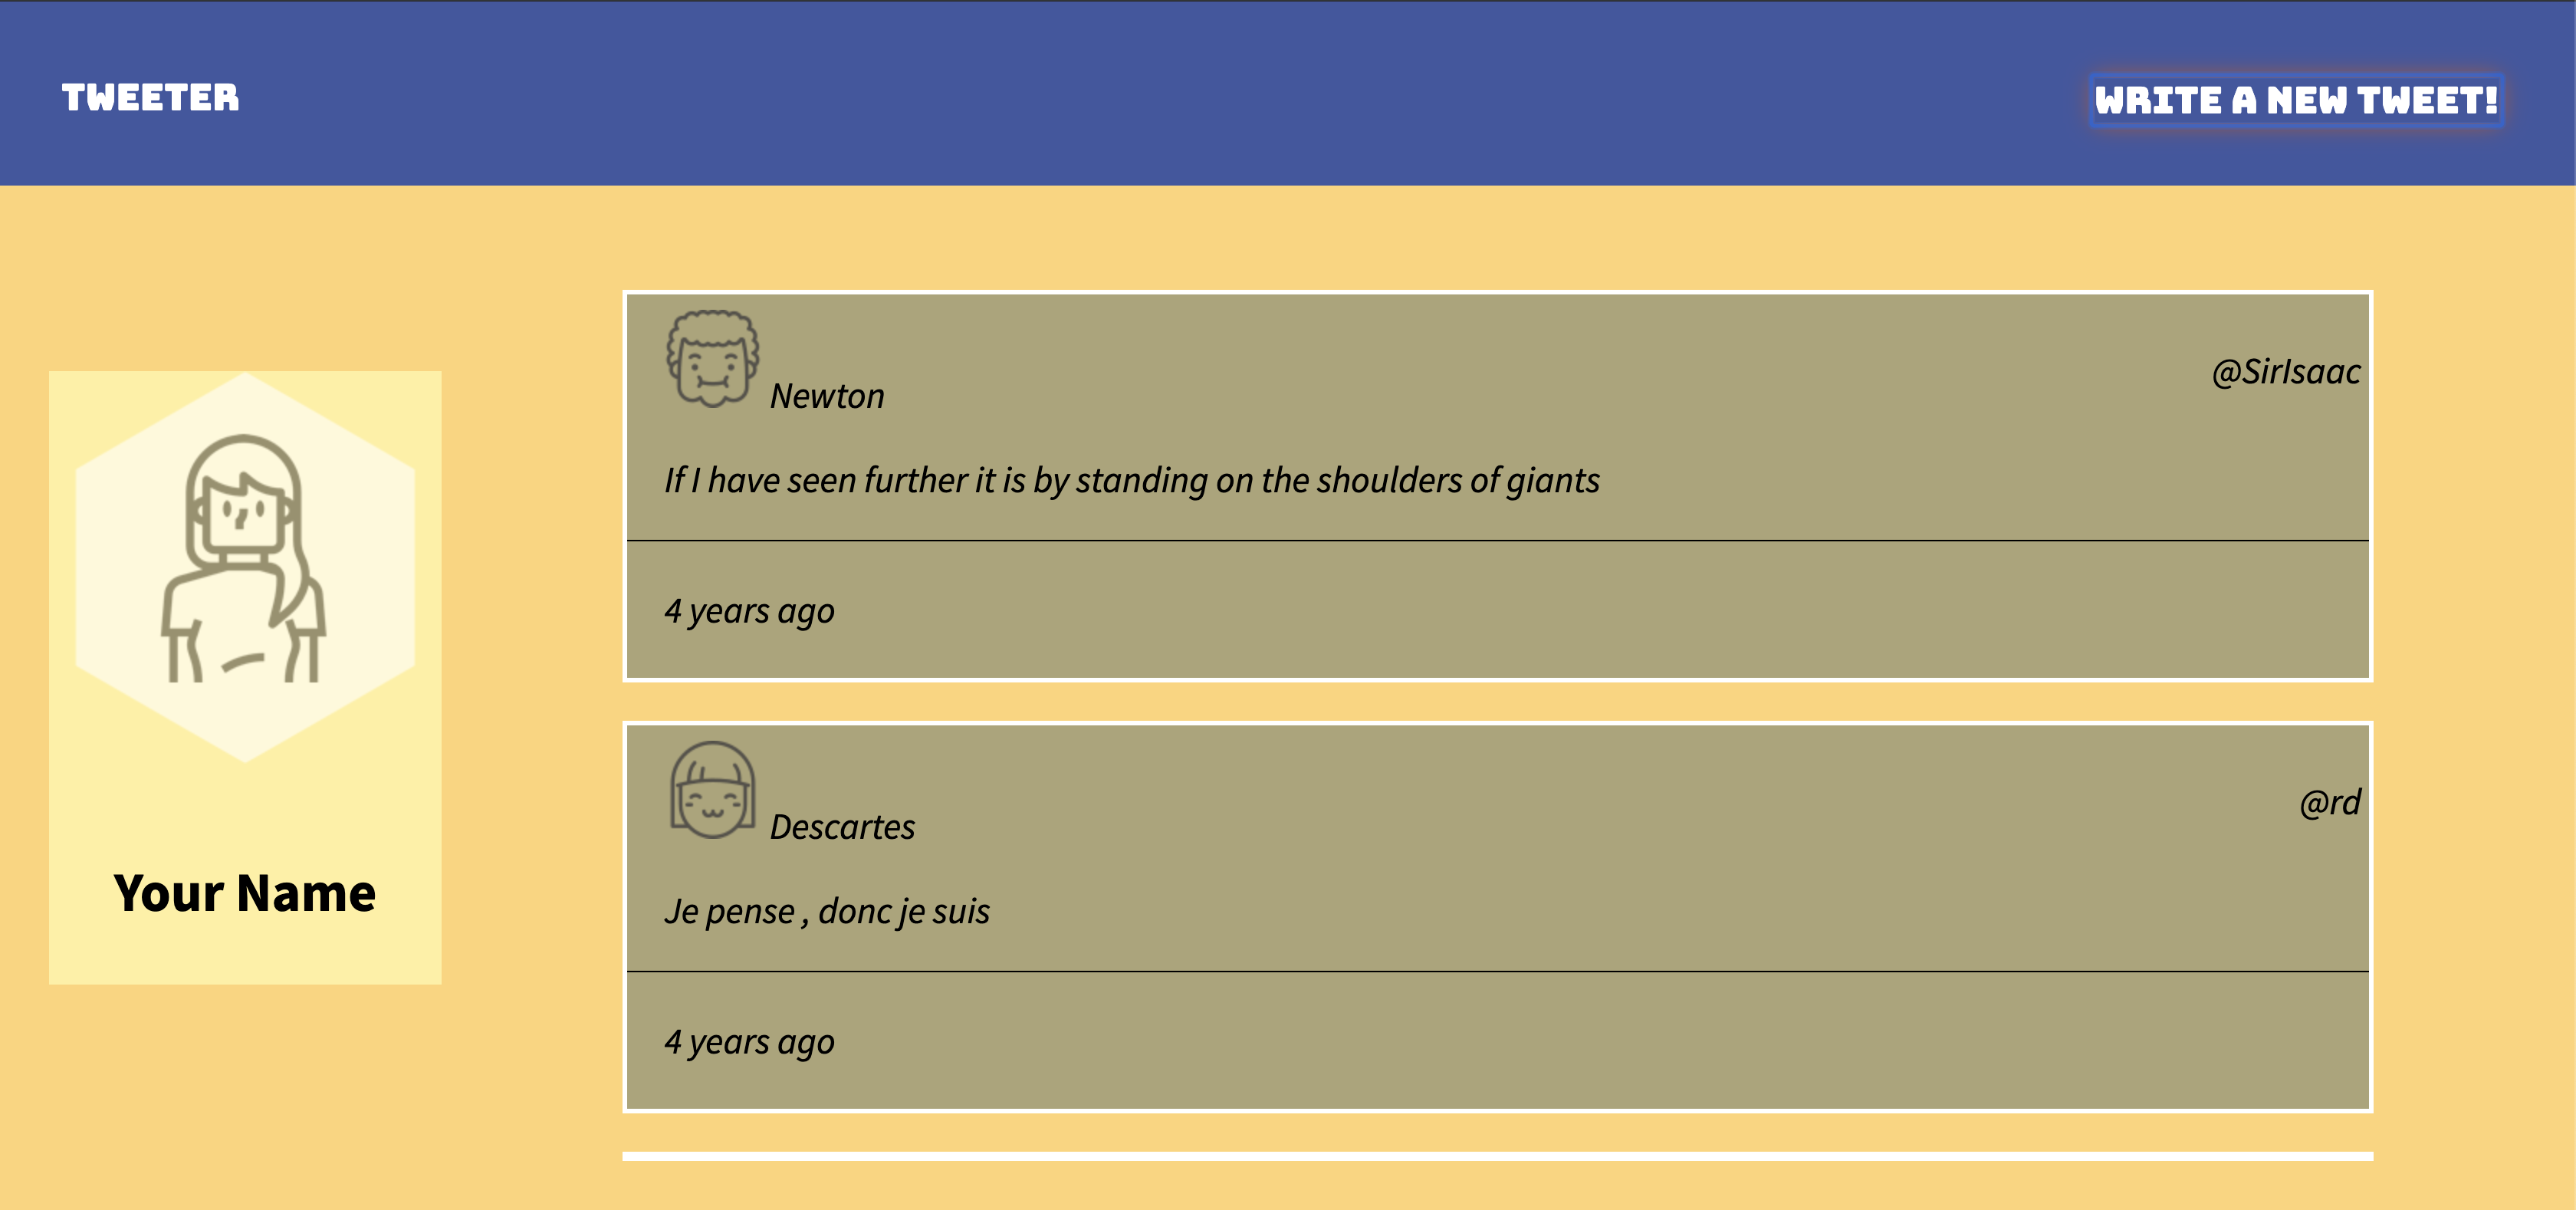 TWEETER
WRITE A NEW TWEET!
Your Name
Newton
@SirIsaac
If I have seen further it is by standing on the shoulders of giants
4 years ago
Descartes
@rd
Je pense , donc je suis
4 years ago